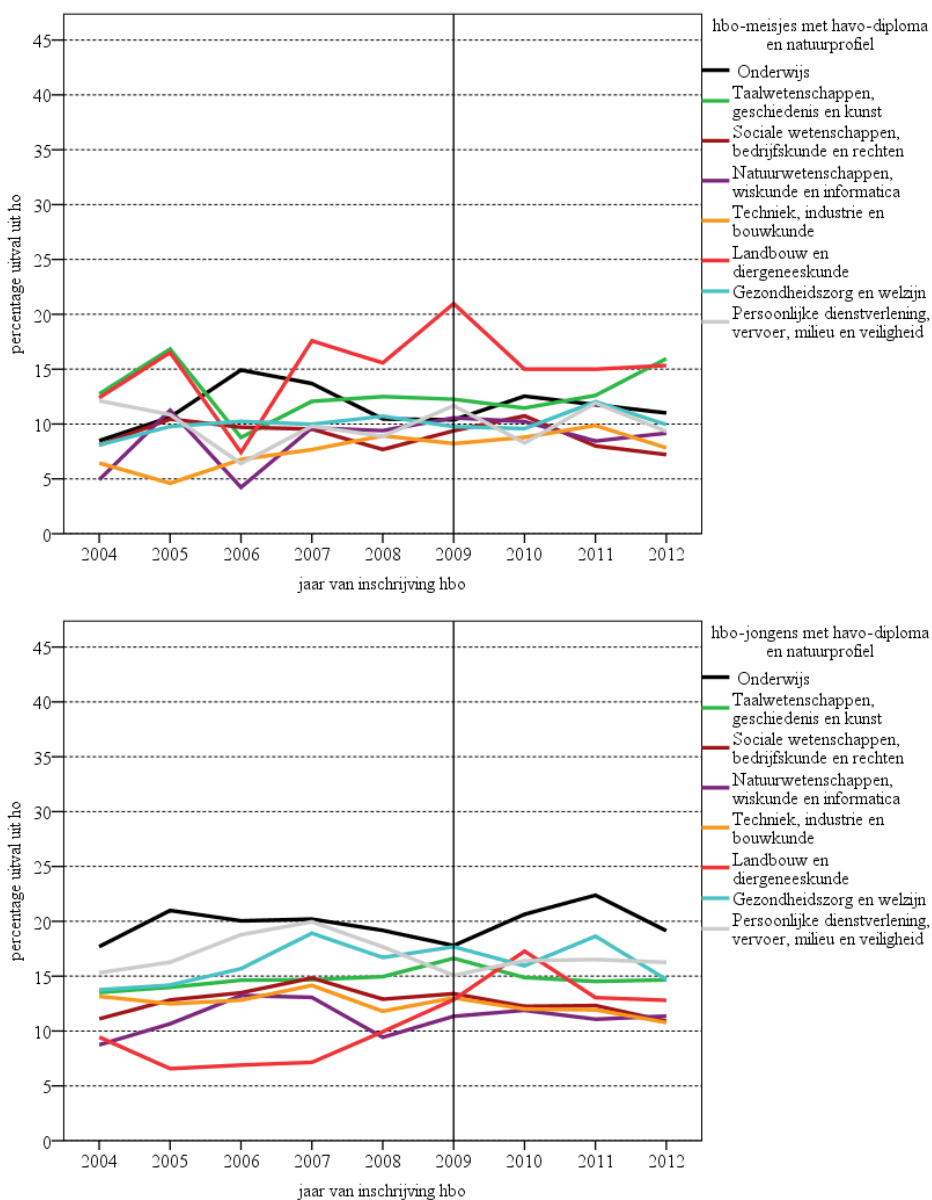 hbo-meisjes met havo-diploma
en natuurprofiel
Onderwijs
Taalwetenschappen,
geschiedenis en kunst
Sociale wetenschappen,
bedrijfskunde en rechten
Natuurwetenschappen,
wiskunde en informatica
Techniek, industrie en
bouwkunde
Landbouw en
diergeneeskunde
Gezondheidszorg en welzijn
Persoonlijke dienstverlening,
vervoer, milieu en veiligheid
percentage uitval uit ho
45
40
35
30
25
20
15
10
5
0
2004 2005 2006 2007 2008 2009 2010 2011 2012
jaar van inschrijving hbo
hbo-jongens met havo-diploma
en natuurprofiel
Onderwijs
Taalwetenschappen,
geschiedenis en kunst
Sociale wetenschappen,
bedrijfskunde en rechten
Natuurwetenschappen,
wiskunde en informatica
Techniek, industrie en
bouwkunde
Landbouw en
diergeneeskunde
Gezondheidszorg en welzijn
Persoonlijke dienstverlening,
vervoer, milieu en veiligheid
percentage uitval uit ho
45
40
35
30
25
20
15
10
5
0
2004 2005 2006 2007 2008 2009 2010 2011 2012
jaar van inschrijving hbo